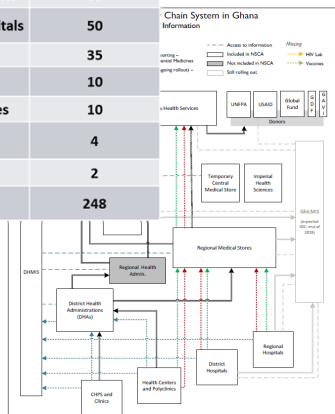 Chain System in Ghana
Information
pitals 50
35
10
es 10
4
2
248
orting –
ential Medicines
going rollout) –
Access to information
Included in NSCA
Not included in NSCA
Still rolling out
Missing
HIV Lab
Vaccines
Health Services
UNFPA
USAID
Global
Fund
G
D
F
G
A
V
I
Donors
Temporary
Central
Medical Store
Imperial
Health
Sciences
GhiLMIS
(expected
IOC: end of
2019)
Regional Medical Stores
Regional Health
Admin.
DHIMS
District Health
Administrations
(DHAs)
Regional
Hospitals
District
Hospitals
Health Centers
and Polyclinics
CHPS and
Clinics